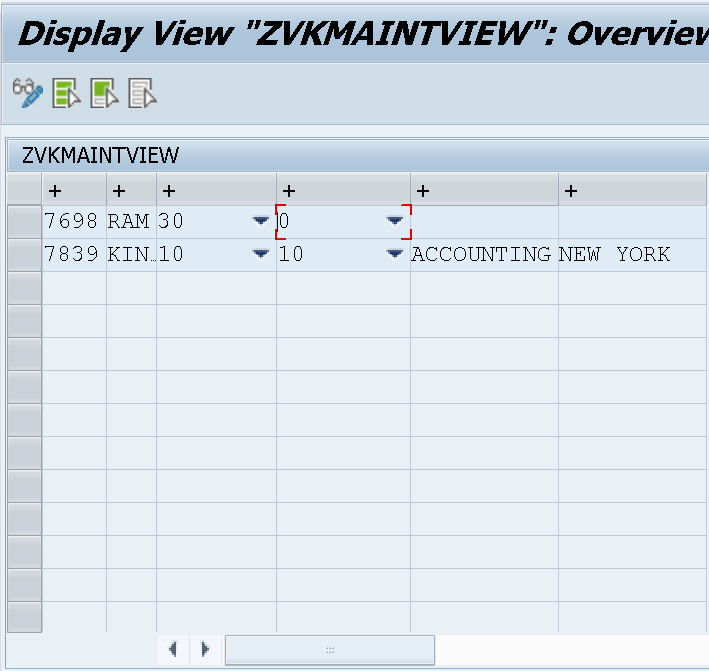 Display View "ZVKMAINTVIEW": Overview
ZVKMAINTVIEW
+ + + + + +
7698 RAM 30 0
7839 KIN. 10 10 ACCOUNTING NEW YORK